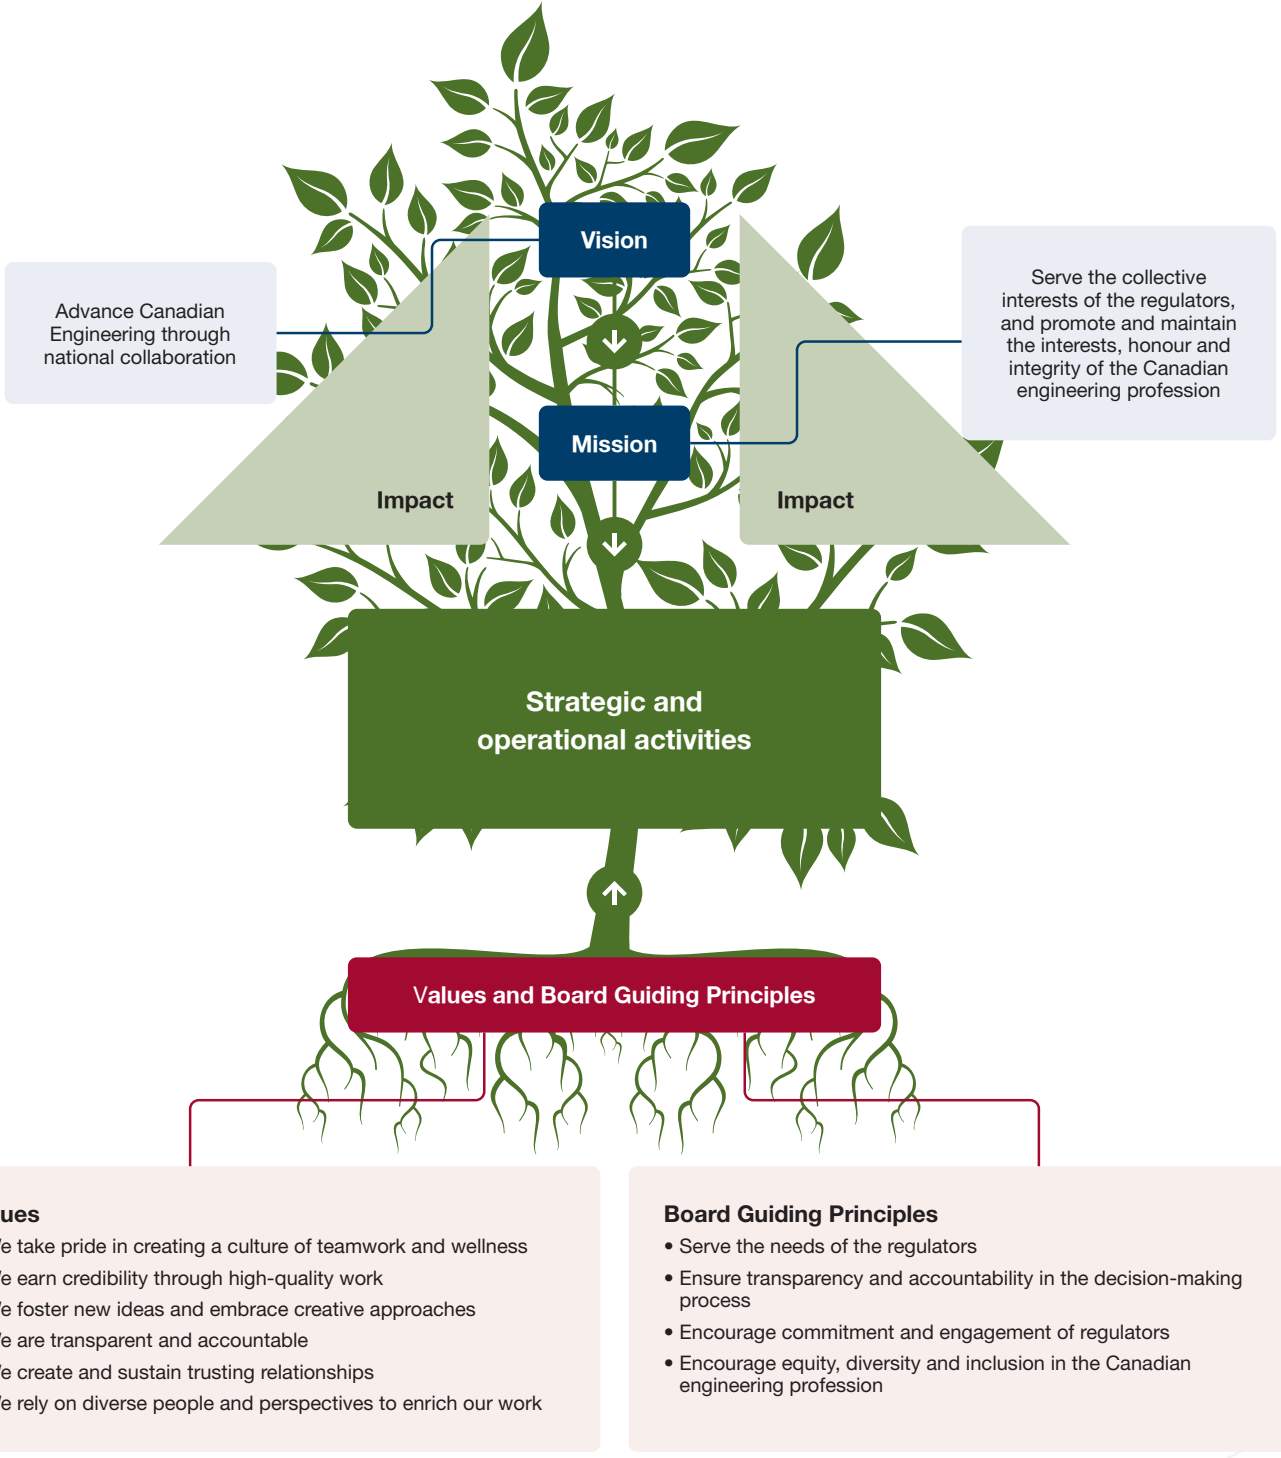 Vision
Advance Canadian
Engineering through
national collaboration
Serve the collective
interests of the regulators,
and promote and maintain
the interests, honour and
integrity of the Canadian
engineering profession
Mission
Impact
Impact
Strategic and
operational activities
Values and Board Guiding Principles
ues
e take pride in creating a culture of teamwork and wellness
e earn credibility through high-quality work
e foster new ideas and embrace creative approaches
e are transparent and accountable
e create and sustain trusting relationships
e rely on diverse people and perspectives to enrich our work
Board Guiding Principles
• Serve the needs of the regulators
• Ensure transparency and accountability in the decision-making
process
• Encourage commitment and engagement of regulators
• Encourage equity, diversity and inclusion in the Canadian
engineering profession